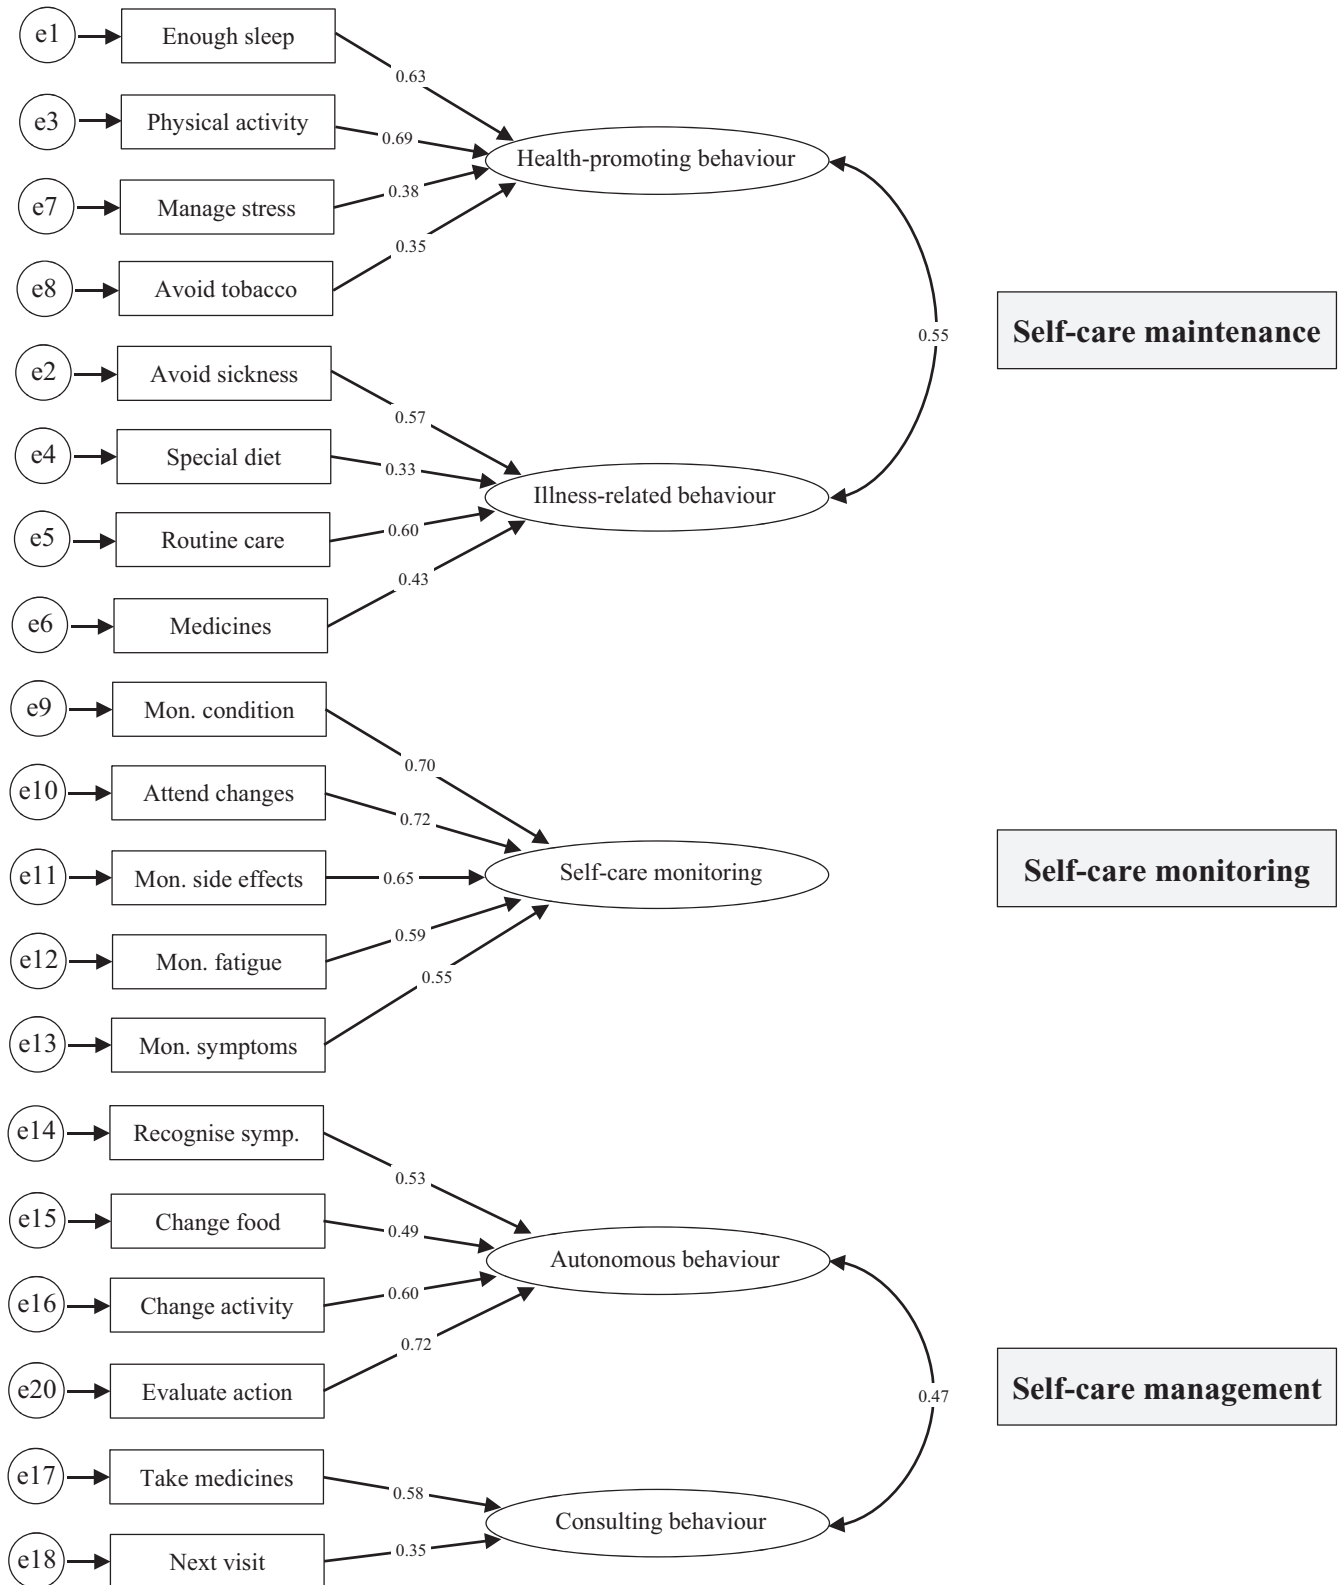 e1
Enough sleep
0.63
e3
Physical activity
0.69
Health-promoting behaviour
e7
Manage stress
0.38
e8
Avoid tobacco
0.35
0.55
Self-care maintenance
e2
Avoid sickness
0.57
e4
Special diet
0.33
Illness-related behaviour
e5
Routine care
0.60
e6
Medicines
0.43
e9
Mon. condition
0.70
e10
Attend changes
0.72
e11
Mon. side effects
0.65
Self-care monitoring
Self-care monitoring
e12
Mon. fatigue
0.59
e13
Mon. symptoms
0.55
e14
Recognise symp.
0.53
e15
Change food
0.49
Autonomous behaviour
e16
Change activity
0.60
e20
Evaluate action
0.72
0.47
Self-care management
e17
Take medicines
0.58
Consulting behaviour
e18
Next visit
0.35